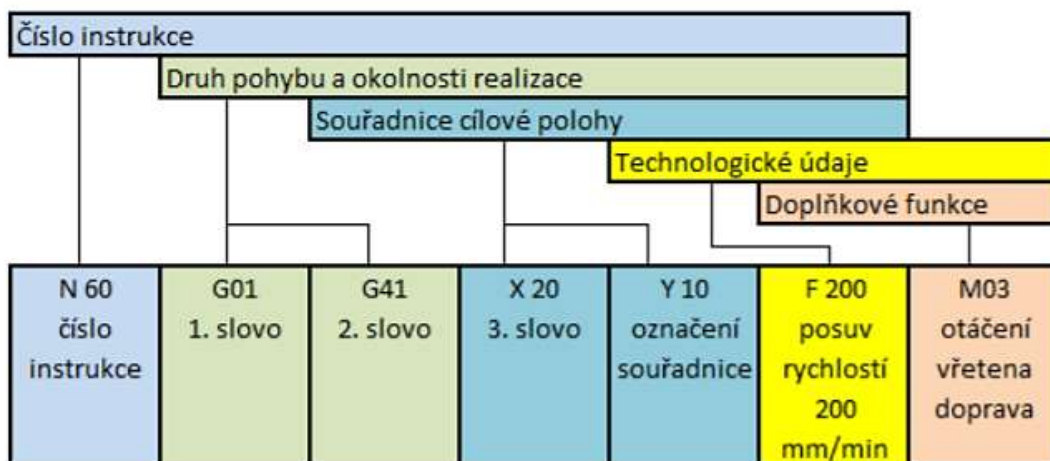 Číslo instrukce
Druh pohybu a okolnosti realizace
Souřadnice cílové polohy
Technologické údaje
Doplňkové funkce
N 60
číslo
instrukce
G01
1. slovo
G41
2. slovo
X 20
3. slovo
Y 10
označení
souřadnice
F 200
posuv
rychlostí
200
mm/min
M03
otáčení
vřetena
doprava